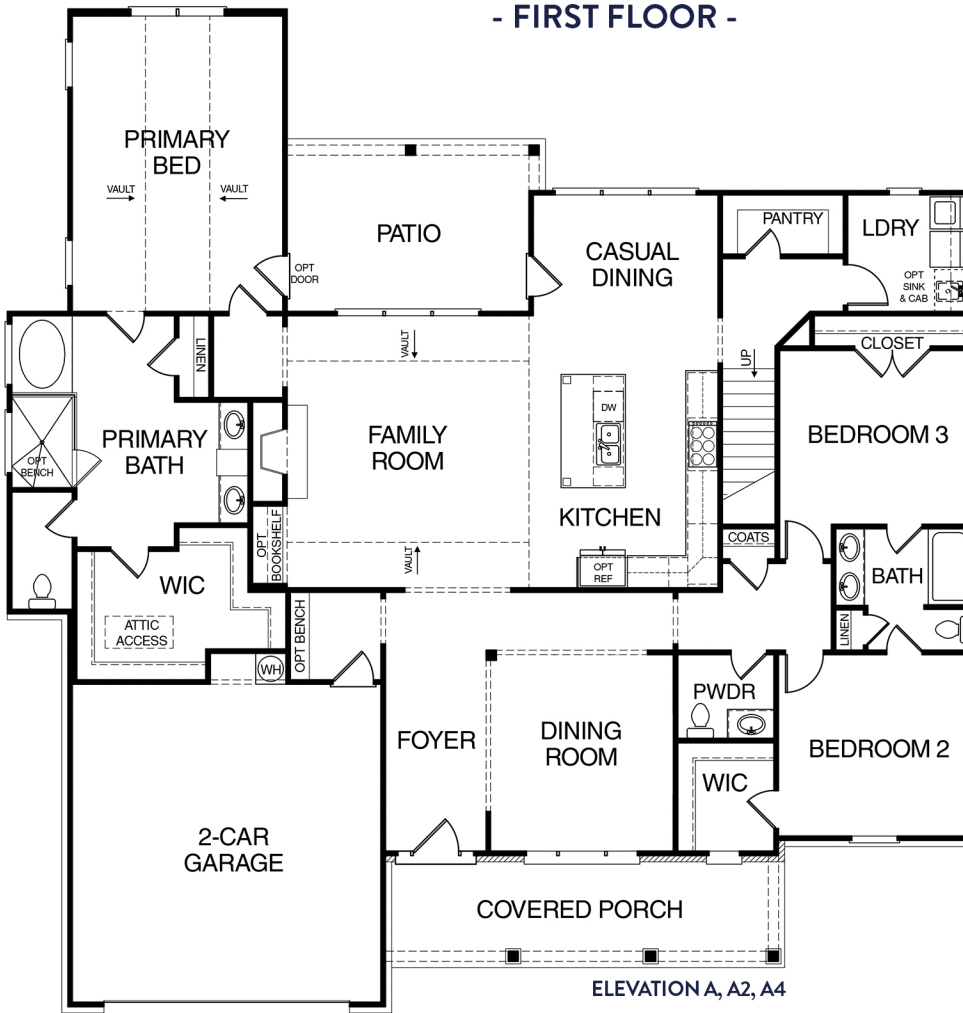 - FIRST FLOOR -
PRIMARY
BED
VAULT
VAULT
PATIO
OPT
DOOR
CASUAL
DINING
PANTRY
LDRY
OPT
SINK
& CAB
LINEN
VAULT
UP
CLOSET
DW
PRIMARY
BATH
OPT
BENCH
FAMILY
ROOM
BEDROOM 3
KITCHEN
OPT
BOOKSHELF
VAULT
OPT
REF
COATS
BATH
WIC
ATTIC
ACCESS
OPT BENCH
LINEN
WH
PWDR
FOYER
DINING
ROOM
BEDROOM 2
WIC
2-CAR
GARAGE
COVERED PORCH
ELEVATION A, A2, A4